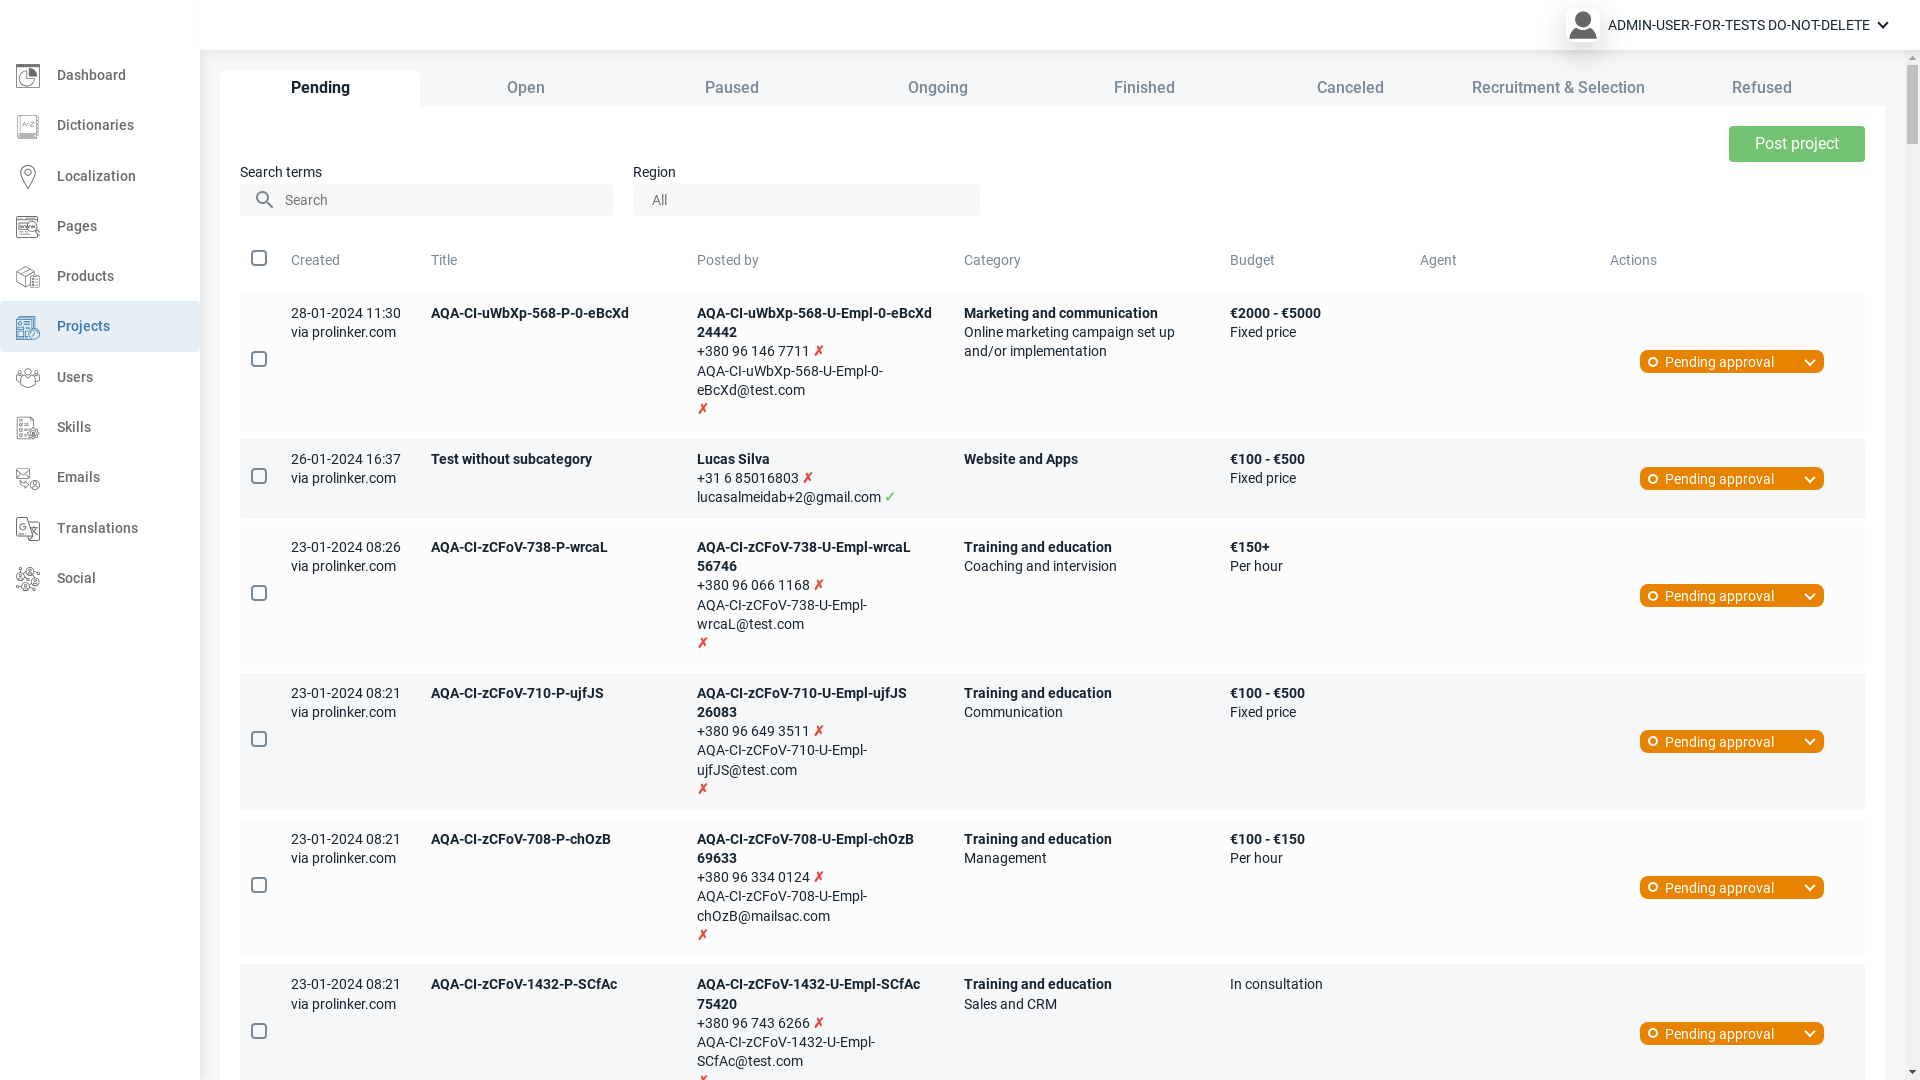 ADMIN-USER-FOR-TESTS DO-NOT-DELETE
Dashboard
Dictionaries
Localization
Pages
Products
Projects
Users
Skills
Emails
Translations
Social
Pending
Open
Paused
Ongoing
Finished
Canceled
Recruitment & Selection
Refused
Post project
Search terms
Region
Search
All
Created
Title
Posted by
Category
Budget
Agent
Actions
28-01-2024 11:30
via prolinker.com
AQA-CI-uWbXp-568-P-0-eBcXd
AQA-CI-uWbXp-568-U-Empl-0-eBcXd
24442
+380 96 146 7711 ✗
AQA-CI-uWbXp-568-U-Empl-0-
eBcXd@test.com
✗
Marketing and communication
Online marketing campaign set up
and/or implementation
€2000 - €5000
Fixed price
Pending approval
26-01-2024 16:37
via prolinker.com
Test without subcategory
Lucas Silva
+31 6 85016803 ✗
lucasalmeidab+2@gmail.com ✓
Website and Apps
€100 - €500
Fixed price
Pending approval
23-01-2024 08:26
via prolinker.com
AQA-CI-zCFoV-738-P-wrcaL
AQA-CI-zCFoV-738-U-Empl-wrcaL
56746
+380 96 066 1168 ✗
AQA-CI-zCFoV-738-U-Empl-
wrcaL@test.com
✗
Training and education
Coaching and intervision
€150+
Per hour
Pending approval
23-01-2024 08:21
via prolinker.com
AQA-CI-zCFoV-710-P-ujfJS
AQA-CI-zCFoV-710-U-Empl-ujfJS
26083
+380 96 649 3511 ✗
AQA-CI-zCFoV-710-U-Empl-
ujfJS@test.com
✗
Training and education
Communication
€100 - €500
Fixed price
Pending approval
23-01-2024 08:21
via prolinker.com
AQA-CI-zCFoV-708-P-chOzB
AQA-CI-zCFoV-708-U-Empl-chOzB
69633
+380 96 334 0124 ✗
AQA-CI-zCFoV-708-U-Empl-
chOzB@mailsac.com
✗
Training and education
Management
€100 - €150
Per hour
Pending approval
23-01-2024 08:21
via prolinker.com
AQA-CI-zCFoV-1432-P-SCfAc
AQA-CI-zCFoV-1432-U-Empl-SCfAc
75420
+380 96 743 6266 ✗
AQA-CI-zCFoV-1432-U-Empl-
SCfAc@test.com
✗
Training and education
Sales and CRM
In consultation
Pending approval